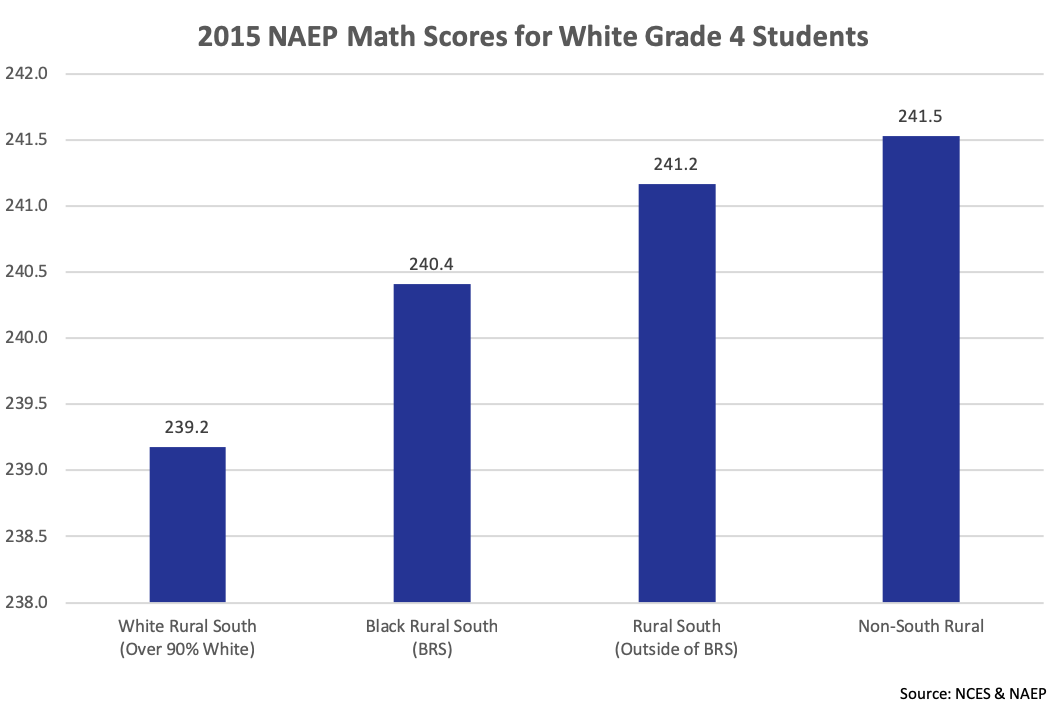 2015 NAEP Math Scores for White Grade 4 Students
242.0
241.5
241.0
240.5
240.0
239.5
239.0
238.5
238.0
239.2
240.4
241.2
241.5
White Rural South
(Over 90% White)
Black Rural South
(BRS)
Rural South
(Outside of BRS)
Non-South Rural
Source: NCES & NAEP